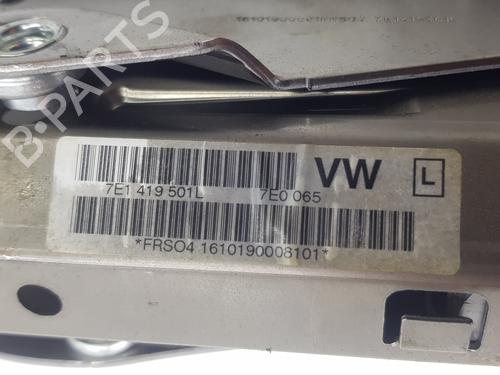 B-PARTS
VW L
7E1 419 501L 7E0 065
*FRSO4 1610190008101*